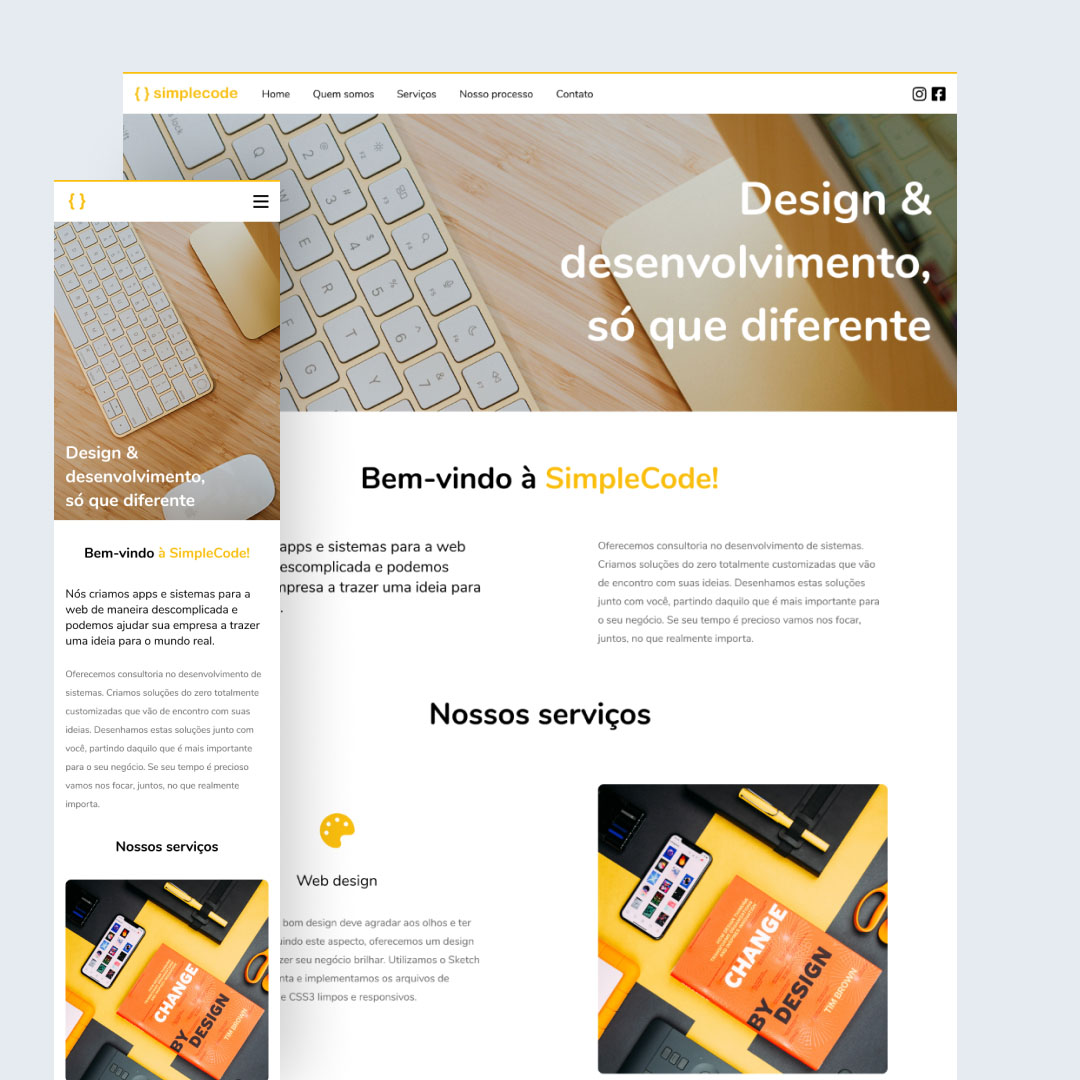 { } simplecode
Home Quem somos Serviços Nosso processo Contato
Design &
desenvolvimento,
só que diferente
Bem-vindo à SimpleCode!
apps e sistemas para a web
escomplicada e podemos
mpresa a trazer uma ideia para
.
Oferecemos consultoria no desenvolvimento de sistemas.
Criamos soluções do zero totalmente customizadas que vão
de encontro com suas ideias. Desenhamos estas soluções
junto com você, partindo daquilo que é mais importante para
o seu negócio. Se seu tempo é precioso vamos nos focar,
juntos, no que realmente importa.
Nossos serviços
Web design
bom design deve agradar aos olhos e ter
uindo este aspecto, oferecemos um design
zer seu negócio brilhar. Utilizamos o Sketch
nta e implementamos os arquivos de
e CSS3 limpos e responsivos.
CHANGE
BY
DESIGN
TIM BROWN
{ }
Design &
desenvolvimento,
só que diferente
Bem-vindo à SimpleCode!
Nós criamos apps e sistemas para a
web de maneira descomplicada e
podemos ajudar sua empresa a trazer
uma ideia para o mundo real.
Oferecemos consultoria no desenvolvimento de
sistemas. Criamos soluções do zero totalmente
customizadas que vão de encontro com suas
ideias. Desenhamos estas soluções junto com
você, partindo daquilo que é mais importante
para o seu negócio. Se seu tempo é precioso
vamos nos focar, juntos, no que realmente
importa.
Nossos serviços
CHANGE
BY
DESIGN
TIM BROWN